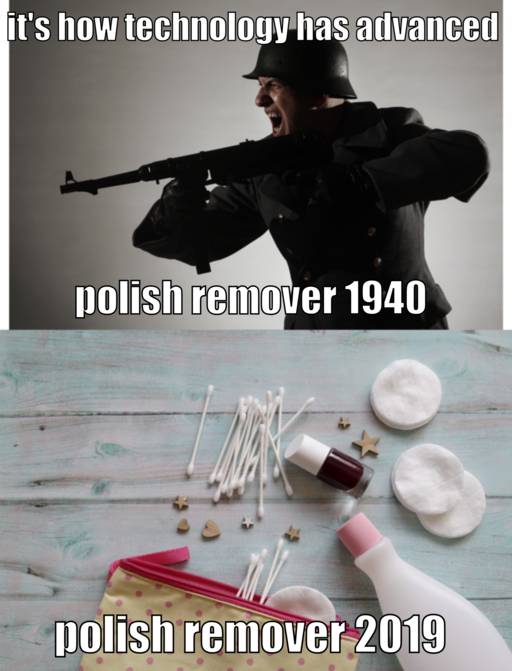 it's how technology has advanced
polish remover 1940
polish remover 2019